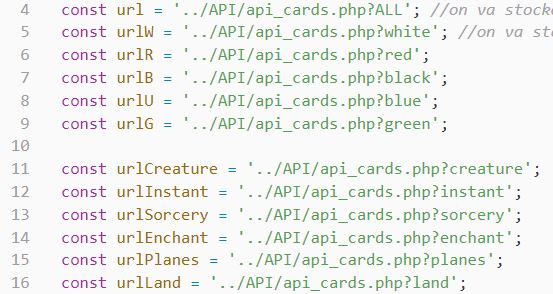 4 const url = '../API/api_cards.php?ALL'; //on va stock
5 const urlW = '../API/api_cards.php?white'; //on va st
6 const urlR = '../API/api_cards.php?red';
7 const urlB = '../API/api_cards.php?black';
8 const urlU = '../API/api_cards.php?blue';
9 const urlG = '../API/api_cards.php?green';
10
11 const urlCreature = '../API/api_cards.php?creature';
12 const urlInstant = '../API/api_cards.php?instant';
13 const urlSorcery = '../API/api_cards.php?sorcery';
14 const urlEnchant = '../API/api_cards.php?enchant';
15 const urlPlanes = '../API/api_cards.php?planes';
16 const urlLand = '../API/api_cards.php?land';